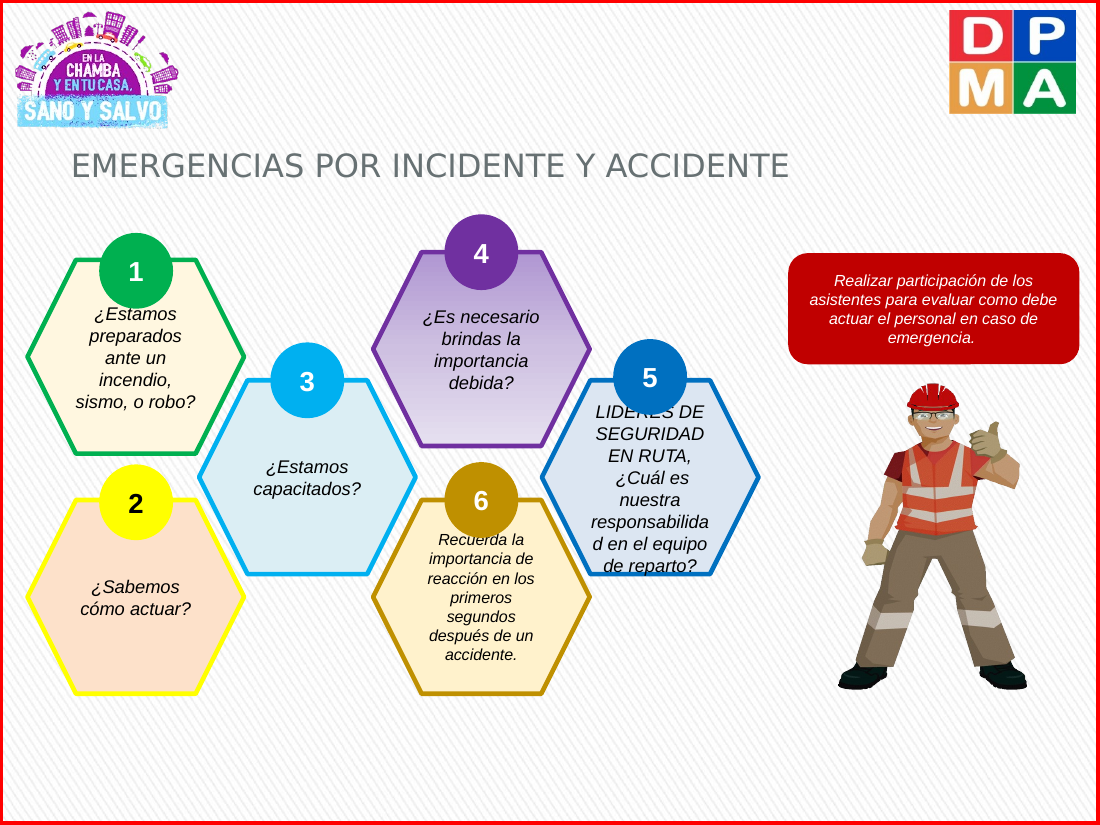 EN LA
CHAMBA
Y EN TU CASA,
SANO Y SALVO
D P
M A
EMERGENCIAS POR INCIDENTE Y ACCIDENTE
1
¿Estamos
preparados
ante un
incendio,
sismo, o robo?
2
¿Sabemos
cómo actuar?
3
¿Estamos
capacitados?
4
¿Es necesario
brindas la
importancia
debida?
5
LIDERES DE
SEGURIDAD
EN RUTA,
¿Cuál es
nuestra
responsabilida
d en el equipo
de reparto?
6
Recuerda la
importancia de
reacción en los
primeros
segundos
después de un
accidente.
Realizar participación de los
asistentes para evaluar como debe
actuar el personal en caso de
emergencia.